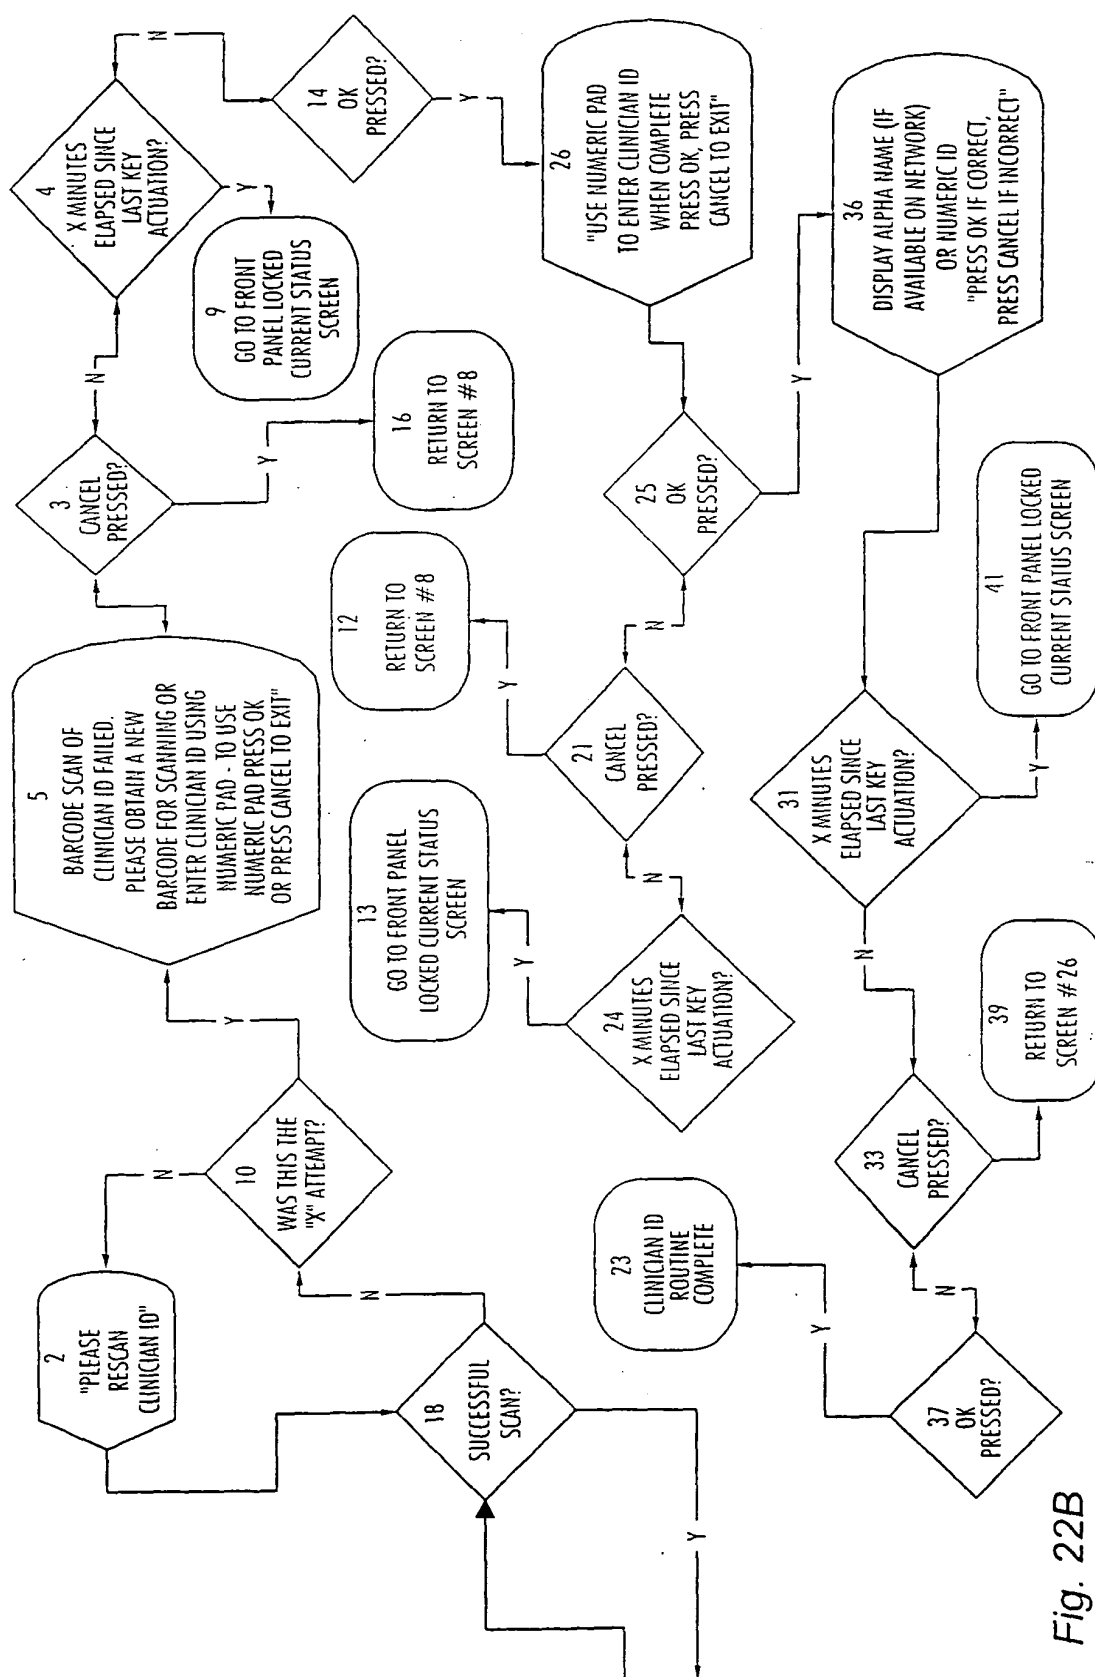 2
"PLEASE
RESCAN
CLINICIAN ID"
18
SUCCESSFUL
SCAN?
N
Y
10
WAS THIS THE
"X" ATTEMPT?
N
Y
5
BARCODE SCAN OF
CLINICIAN ID FAILED.
PLEASE OBTAIN A NEW
BARCODE FOR SCANNING OR
ENTER CLINICIAN ID USING
NUMERIC PAD - TO USE
NUMERIC PAD PRESS OK
OR PRESS CANCEL TO EXIT"
3
CANCEL
PRESSED?
N
Y
4
X MINUTES
ELAPSED SINCE
LAST KEY
ACTUATION?
N
Y
9
GO TO FRONT
PANEL LOCKED
CURRENT STATUS
SCREEN
16
RETURN TO
SCREEN #8
14
OK
PRESSED?
Y
26
"USE NUMERIC PAD
TO ENTER CLINICIAN ID
WHEN COMPLETE
PRESS OK, PRESS
CANCEL TO EXIT"
13
GO TO FRONT PANEL
LOCKED CURRENT STATUS
SCREEN
12
RETURN TO
SCREEN #8
Y
Y
24
X MINUTES
ELAPSED SINCE
LAST KEY
ACTUATION?
N
21
CANCEL
PRESSED?
N
25
OK
PRESSED?
Y
36
DISPLAY ALPHA NAME (IF
AVAILABLE ON NETWORK)
OR NUMERIC ID
"PRESS OK IF CORRECT,
PRESS CANCEL IF INCORRECT"
23
CLINICIAN ID
ROUTINE
COMPLETE
Y
37
OK
PRESSED?
N
33
CANCEL
PRESSED?
N
31
X MINUTES
ELAPSED SINCE
LAST KEY
ACTUATION?
Y
39
RETURN TO
SCREEN #26
41
GO TO FRONT PANEL LOCKED
CURRENT STATUS SCREEN
Fig. 22B